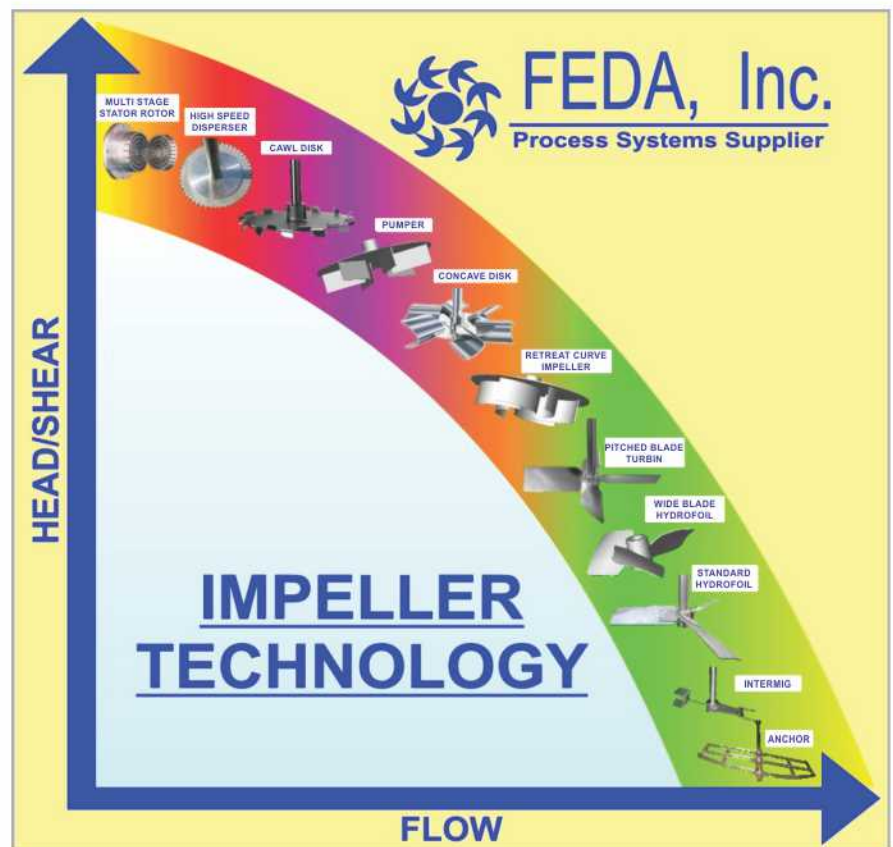 FEDA, Inc.
Process Systems Supplier
MULTI STAGE
STATOR ROTOR
HIGH SPEED
DISPERSER
CAWL DISK
PUMPER
CONCAVE DISK
RETREAT CURVE
IMPELLER
PITCHED BLADE
TURBIN
WIDE BLADE
HYDROFOIL
STANDARD
HYDROFOIL
INTERMIG
ANCHOR
HEAD/SHEAR
IMPELLER
TECHNOLOGY
FLOW